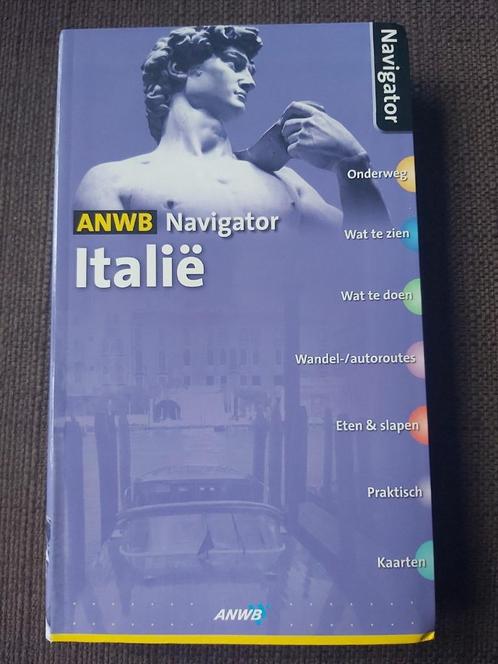 Navigator
Onderweg
ANWB Navigator
Italië
Wat te zien
Wat te doen
Wandel-/autoroutes
Eten & slapen
Praktisch
Kaarten
ANWB